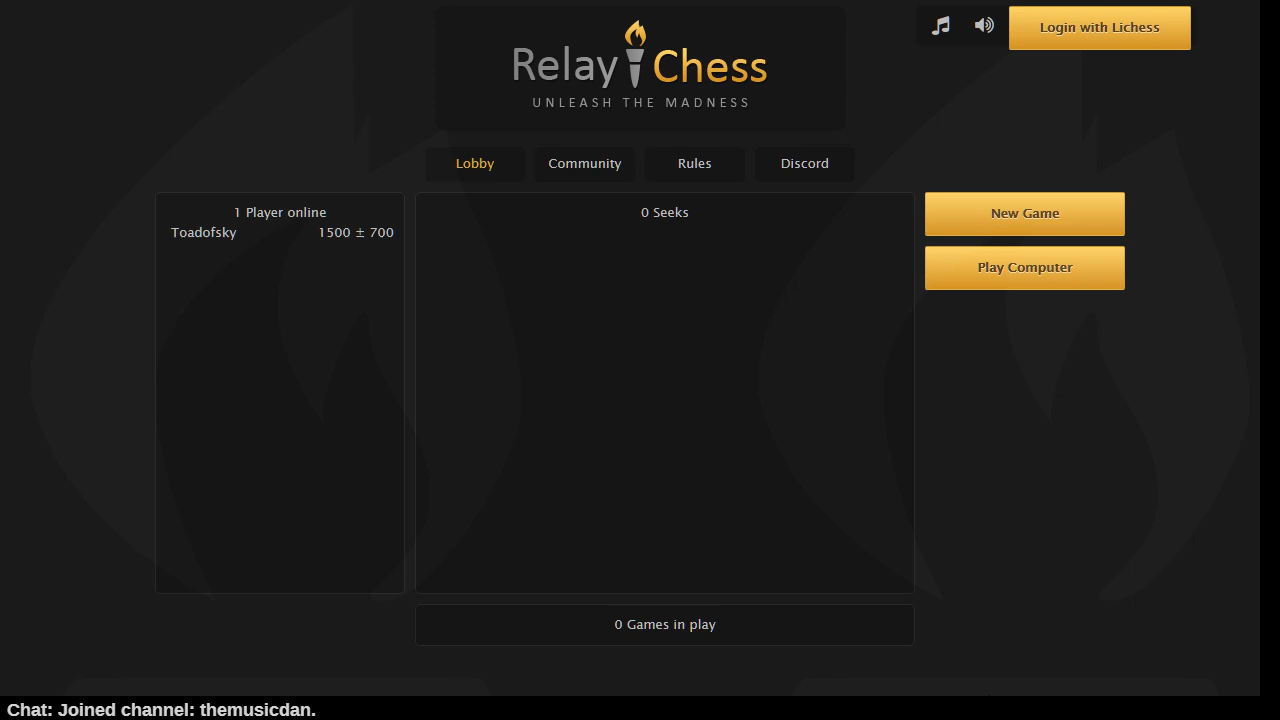 Relay Chess
UNLEASH THE MADNESS
Login with Lichess
Lobby
Community
Rules
Discord
1 Player online
Toadofsky 1500 ± 700
0 Seeks
New Game
Play Computer
0 Games in play
Chat: Joined channel: themusicdan.